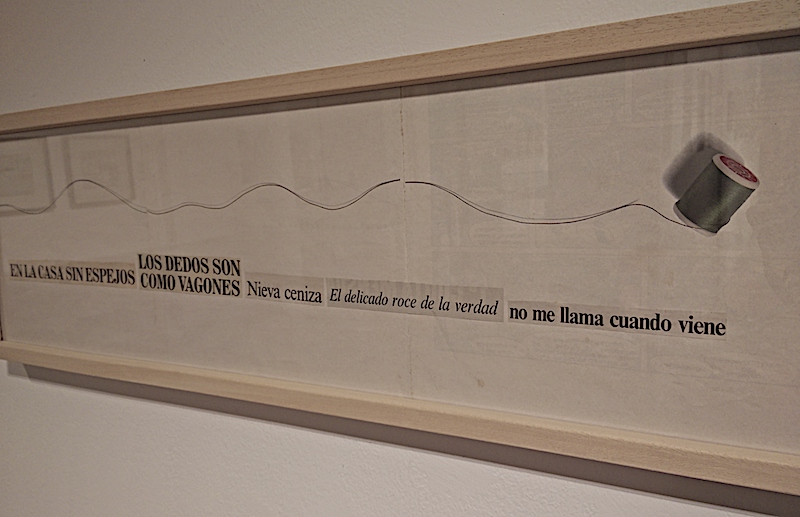 EN LA CASA SIN ESPEJOS
LOS DEDOS SON
COMO VAGONES
Nieva ceniza
El delicado roce de la verdad
no me llama cuando viene